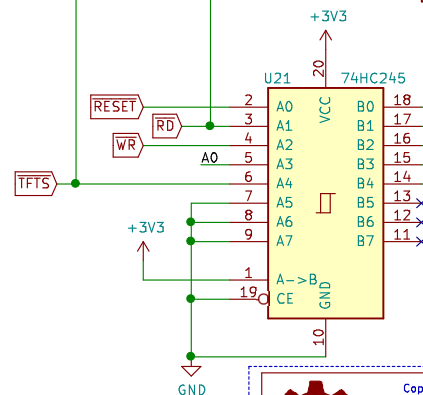 +3V3
U21
74HC245
20
VCC
RESET 2 A0 B0 18
RD 3 A1 B1 17
WR 4 A2 B2 16
A0 5 A3 B3 15
TFTS 6 A4 B4 14
7 A5 B5 13
8 A6 B6 12
+3V3 9 A7 B7 11
1 A->B
19 CE
GND
10
GND
Cop